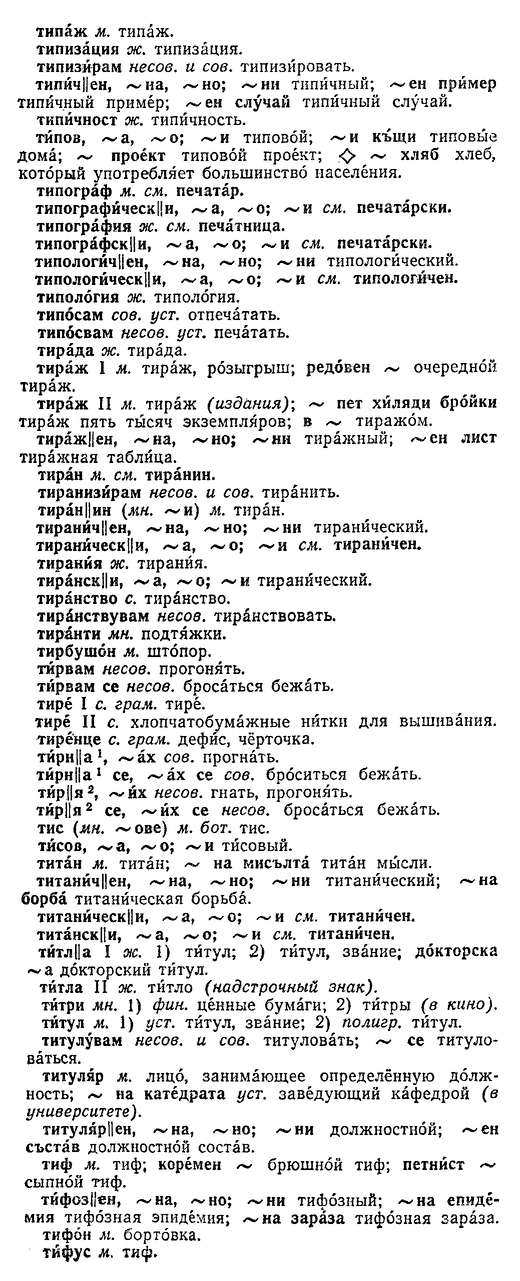 типа́ж м. типа́ж.
типиза́ция ж. типиза́ция.
типизи́рам несов. и сов. типизи́ровать.
типи́ч||ен, ~на, ~но; ~ни типи́чный; ~ен приме́р
типи́чный приме́р; ~ен слу́чай типи́чный слу́чай.
типи́чност ж. типи́чность.
ти́пов, ~а, ~о; ~и типово́й; ~и къ́щи типовы́е
дома́; ~ прое́кт типово́й прое́кт; ◇ ~ хляб хлеб,
кото́рый употребля́ет большинство́ населе́ния.
типогра́ф м. см. печата́р.
типографи́ческ||и, ~а, ~о; ~и см. печата́рски.
типогра́фия ж. см. печа́тница.
типогра́фск||и, ~а, ~о; ~и см. печата́рски.
типологи́ч||ен, ~на, ~но; ~ни типологи́ческий.
типологи́ческ||и, ~а, ~о; ~и см. типологи́чен.
типоло́гия ж. типоло́гия.
типо́сам сов. уст. отпеча́тать.
типо́свам несов. уст. печа́тать.
тира́да ж. тира́да.
тира́ж I м. тира́ж, ро́зыгрыш; редо́вен ~ очередно́й
тира́ж.
тира́ж II м. тира́ж (издания); ~ пет хи́ляди бро́йки
тира́ж пять ты́сяч экземпля́ров; в ~ тиражо́м.
тира́ж||ен, ~на, ~но; ~ни тира́жный; ~ен лист
тира́жная табли́ца.
тира́н м. см. тира́нин.
тиранизи́рам несов. и сов. тира́нить.
тира́н||ин (мн. ~и) м. тира́н.
тирани́ч||ен, ~на, ~но; ~ни тирани́ческий.
тирани́ческ||и, ~а, ~о; ~и см. тирани́чен.
тирани́я ж. тирани́я.
тира́нск||и, ~а, ~о; ~и тирани́ческий.
тира́нство с. тира́нство.
тира́нствувам несов. тира́нствовать.
тира́нти мн. подтя́жки.
тирбушо́н м. што́пор.
ти́рвам несов. прогоня́ть.
ти́рвам се несов. броса́ться бежа́ть.
тире́ I с. грам. тире́.
тире́ II с. хлопчатобума́жные ни́тки для вышива́ния.
тире́нце с. грам. дефи́с, чёрточка.
ти́рн||а ¹, ~ах сов. прогна́ть.
ти́рн||а ¹ се, ~ах се сов. бро́ситься бежа́ть.
ти́р||я ², ~и́х несов. гнать, прогоня́ть.
ти́р||я ² се, ~и́х се несов. броса́ться бежа́ть.
тис (мн. ~ове) м. бот. тис.
ти́сов, ~а, ~о; ~и ти́совый.
тита́н м. тита́н; ~ на мисълта́ тита́н мы́сли.
титани́ч||ен, ~на, ~но; ~ни титани́ческий; ~на
борба́ титани́ческая борьба́.
титани́ческ||и, ~а, ~о; ~и см. титани́чен.
тита́нск||и, ~а, ~о; ~и см. титани́чен.
ти́тл||а I ж. 1) ти́тул; 2) ти́тул, зва́ние; до́кторска
~а до́кторский ти́тул.
ти́тла II ж. ти́тло (надстрочный знак).
ти́три мн. 1) фин. це́нные бума́ги; 2) ти́тры (в кино).
ти́тул м. 1) уст. ти́тул, зва́ние; 2) полигр. ти́тул.
титулу́вам несов. и сов. титулова́ть; ~ се титуло-
ва́ться.
титуля́р м. лицо́, занима́ющее определённую до́лж-
ность; ~ на кате́драта уст. заве́дующий ка́федрой (в
университете).
титуля́р||ен, ~на, ~но; ~ни должностно́й; ~ен
съста́в должностно́й соста́в.
тиф м. тиф; коре́мен ~ брюшно́й тиф; петни́ст ~
сыпно́й тиф.
ти́фоз||ен, ~на, ~но; ~ни тифо́зный; ~на епиде́-
мия тифо́зная эпиде́мия; ~на зара́за тифо́зная зара́за.
тифо́н м. борто́вка.
ти́фус м. тиф.